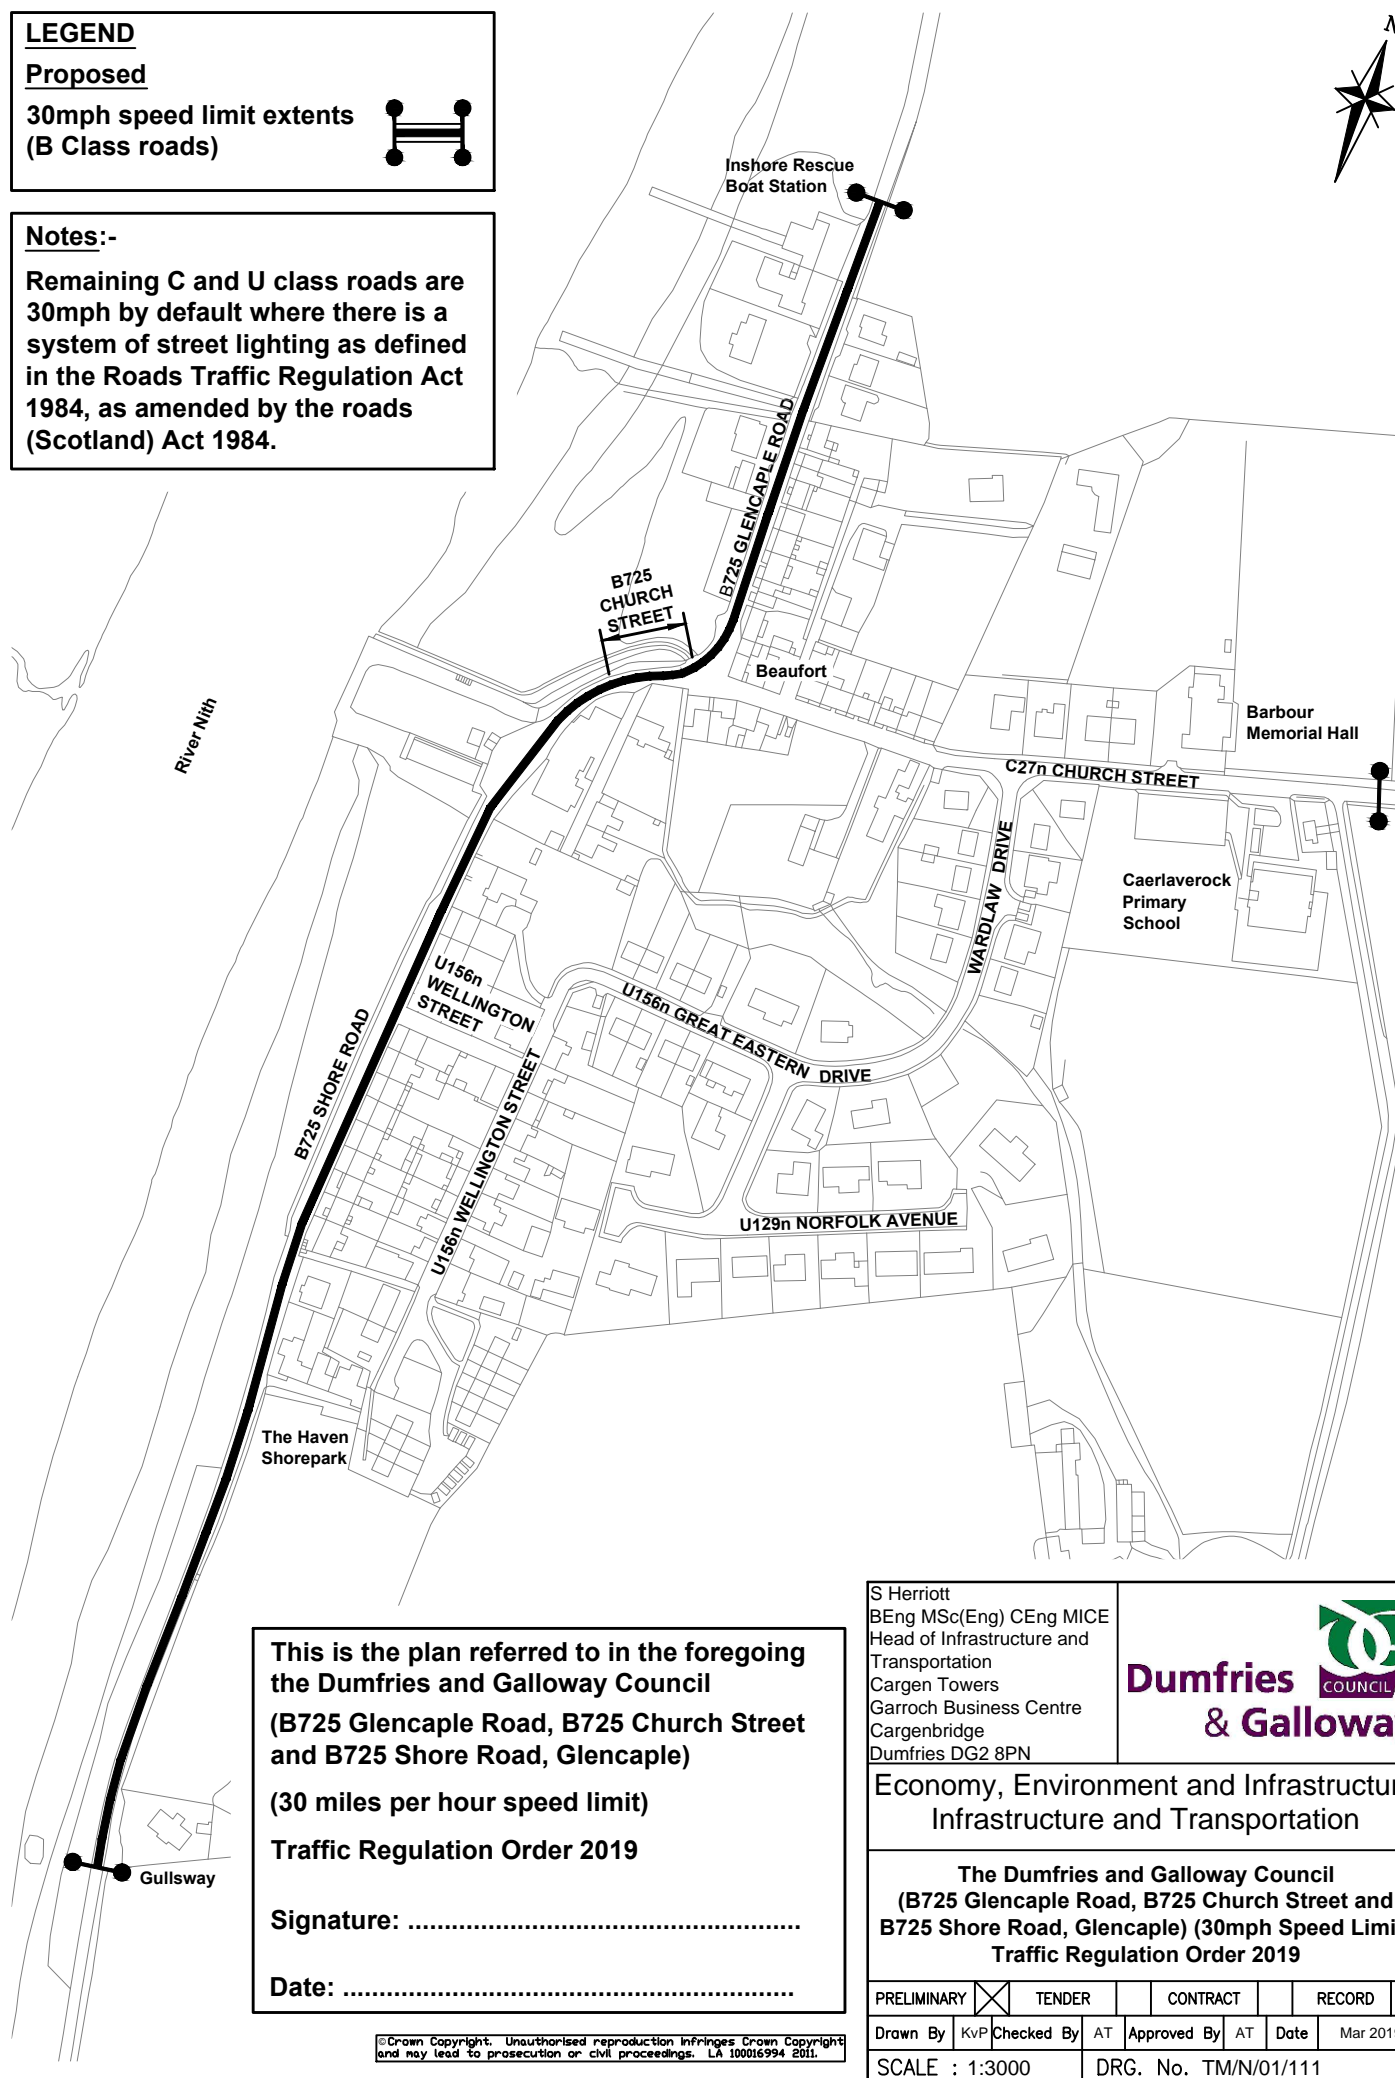 LEGEND
Proposed
30mph speed limit extents
(B Class roads)
Notes:-
Remaining C and U class roads are
30mph by default where there is a
system of street lighting as defined
in the Roads Traffic Regulation Act
1984, as amended by the roads
(Scotland) Act 1984.
N
Inshore Rescue
Boat Station
B725 GLENCAPLE ROAD
B725
CHURCH
STREET
Beaufort
River Nith
Barbour
Memorial Hall
C27n CHURCH STREET
WARDLAW DRIVE
Caerlaverock
Primary
School
U156n
WELLINGTON
STREET
U156n GREAT EASTERN DRIVE
B725 SHORE ROAD
U156n WELLINGTON STREET
U129n NORFOLK AVENUE
The Haven
Shorepark
Gullsway
This is the plan referred to in the foregoing
the Dumfries and Galloway Council
(B725 Glencaple Road, B725 Church Street
and B725 Shore Road, Glencaple)
(30 miles per hour speed limit)
Traffic Regulation Order 2019
Signature: ......................................................
Date: ..............................................................
©Crown Copyright. Unauthorised reproduction infringes Crown Copyright
and may lead to prosecution or civil proceedings. LA 100016994 2011.
S Herriott
BEng MSc(Eng) CEng MICE
Head of Infrastructure and
Transportation
Cargen Towers
Garroch Business Centre
Cargenbridge
Dumfries DG2 8PN
Dumfries
COUNCIL
& Galloway
Economy, Environment and Infrastructur
Infrastructure and Transportation
The Dumfries and Galloway Council
(B725 Glencaple Road, B725 Church Street and
B725 Shore Road, Glencaple) (30mph Speed Limi
Traffic Regulation Order 2019
PRELIMINARY TENDER CONTRACT RECORD
Drawn By KvP Checked By AT Approved By AT Date Mar 2019
SCALE : 1:3000 DRG. No. TM/N/01/111